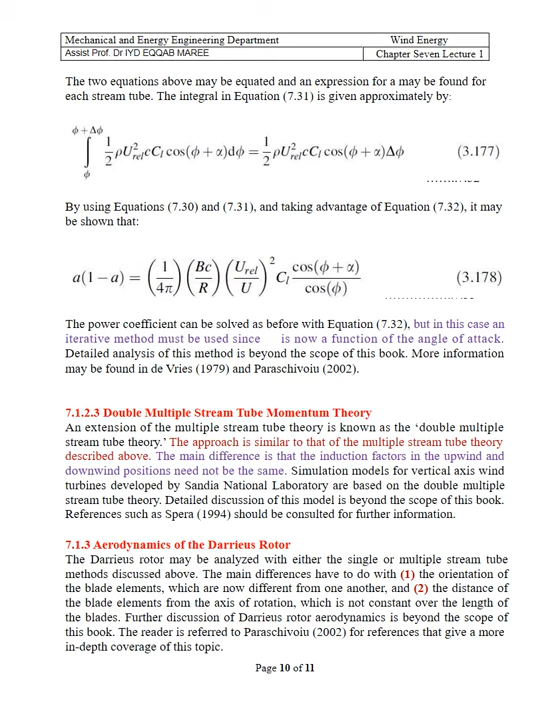 Mechanical and Energy Engineering Department Wind Energy
Assist Prof. Dr IYD EQQAB MAREE Chapter Seven Lecture 1
The two equations above may be equated and an expression for a may be found for
each stream tube. The integral in Equation (7.31) is given approximately by:
∫_ϕ^{ϕ+Δϕ} 1/2 ρU²_rel cC_l cos(ϕ + α)dϕ = 1/2 ρU²_rel cC_l cos(ϕ + α)Δϕ (3.177)
By using Equations (7.30) and (7.31), and taking advantage of Equation (7.32), it may
be shown that:
a(1 − a) = (1/4π) (Bc/R) (U_rel/U)² C_l cos(ϕ + α)/cos(ϕ) (3.178)
The power coefficient can be solved as before with Equation (7.32), but in this case an
iterative method must be used since is now a function of the angle of attack.
Detailed analysis of this method is beyond the scope of this book. More information
may be found in de Vries (1979) and Paraschivoiu (2002).
7.1.2.3 Double Multiple Stream Tube Momentum Theory
An extension of the multiple stream tube theory is known as the ‘double multiple
stream tube theory.’ The approach is similar to that of the multiple stream tube theory
described above. The main difference is that the induction factors in the upwind and
downwind positions need not be the same. Simulation models for vertical axis wind
turbines developed by Sandia National Laboratory are based on the double multiple
stream tube theory. Detailed discussion of this model is beyond the scope of this book.
References such as Spera (1994) should be consulted for further information.
7.1.3 Aerodynamics of the Darrieus Rotor
The Darrieus rotor may be analyzed with either the single or multiple stream tube
methods discussed above. The main differences have to do with (1) the orientation of
the blade elements, which are now different from one another, and (2) the distance of
the blade elements from the axis of rotation, which is not constant over the length of
the blades. Further discussion of Darrieus rotor aerodynamics is beyond the scope of
this book. The reader is referred to Paraschivoiu (2002) for references that give a more
in-depth coverage of this topic.
Page 10 of 11